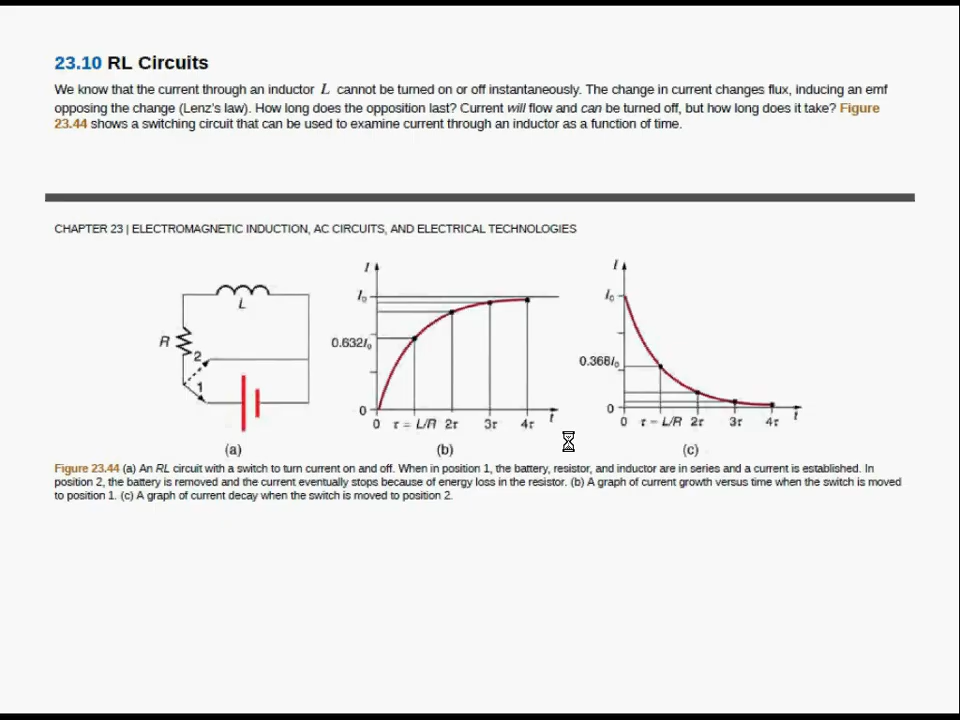 23.10 RL Circuits
We know that the current through an inductor L cannot be turned on or off instantaneously. The change in current changes flux, inducing an emf
opposing the change (Lenz's law). How long does the opposition last? Current will flow and can be turned off, but how long does it take? Figure
23.44 shows a switching circuit that can be used to examine current through an inductor as a function of time.
CHAPTER 23 | ELECTROMAGNETIC INDUCTION, AC CIRCUITS, AND ELECTRICAL TECHNOLOGIES
L
R
2
1
(a)
I
I₀
0.632I₀
0
0 τ = L/R 2τ 3τ 4τ t
(b)
I
I₀
0.368I₀
0
0 τ = L/R 2τ 3τ 4τ t
(c)
Figure 23.44 (a) An RL circuit with a switch to turn current on and off. When in position 1, the battery, resistor, and inductor are in series and a current is established. In
position 2, the battery is removed and the current eventually stops because of energy loss in the resistor. (b) A graph of current growth versus time when the switch is moved
to position 1. (c) A graph of current decay when the switch is moved to position 2.